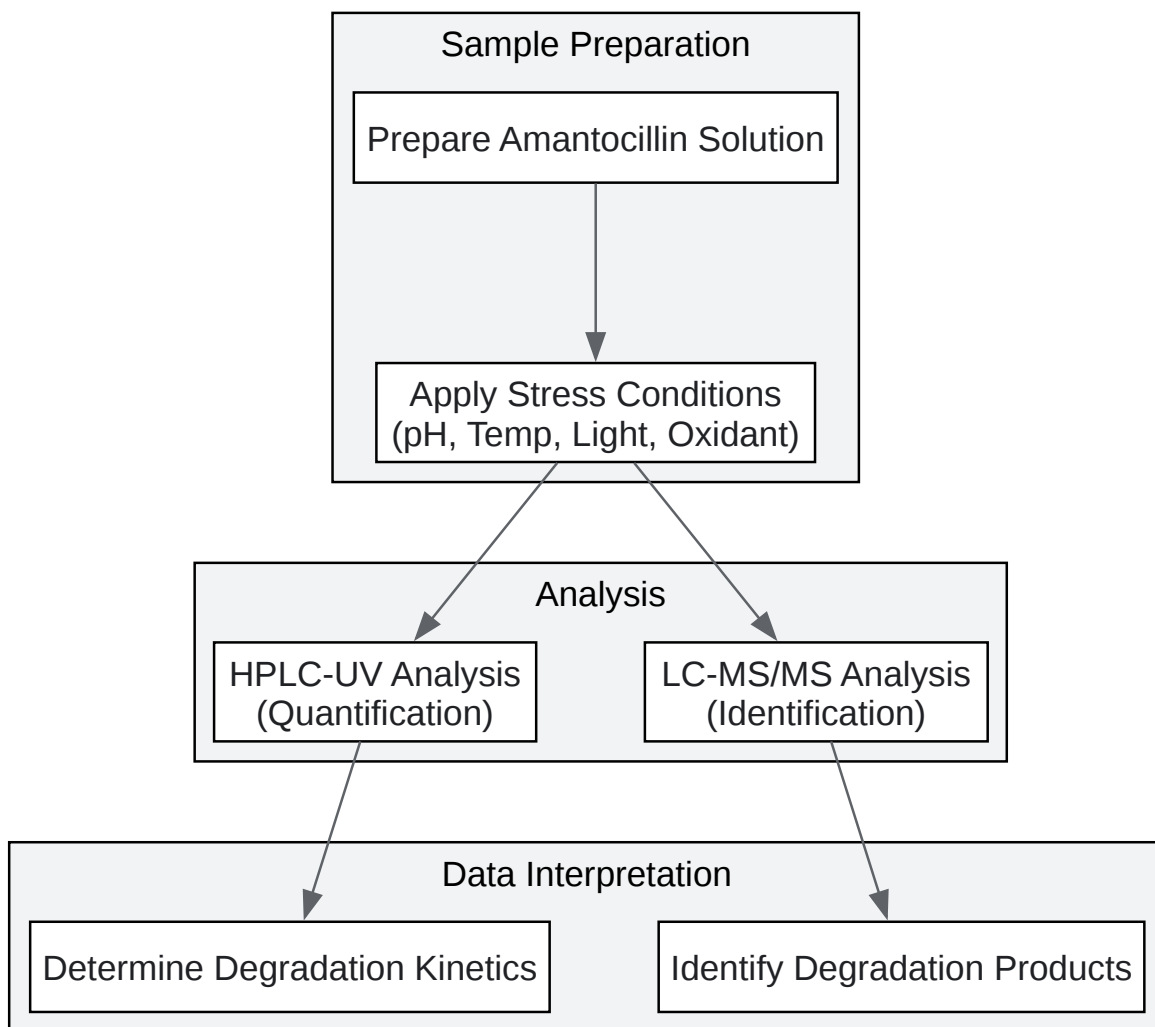 Sample Preparation
Prepare Amantocillin Solution
Apply Stress Conditions
(pH, Temp, Light, Oxidant)
Analysis
HPLC-UV Analysis
(Quantification)
LC-MS/MS Analysis
(Identification)
Data Interpretation
Determine Degradation Kinetics
Identify Degradation Products